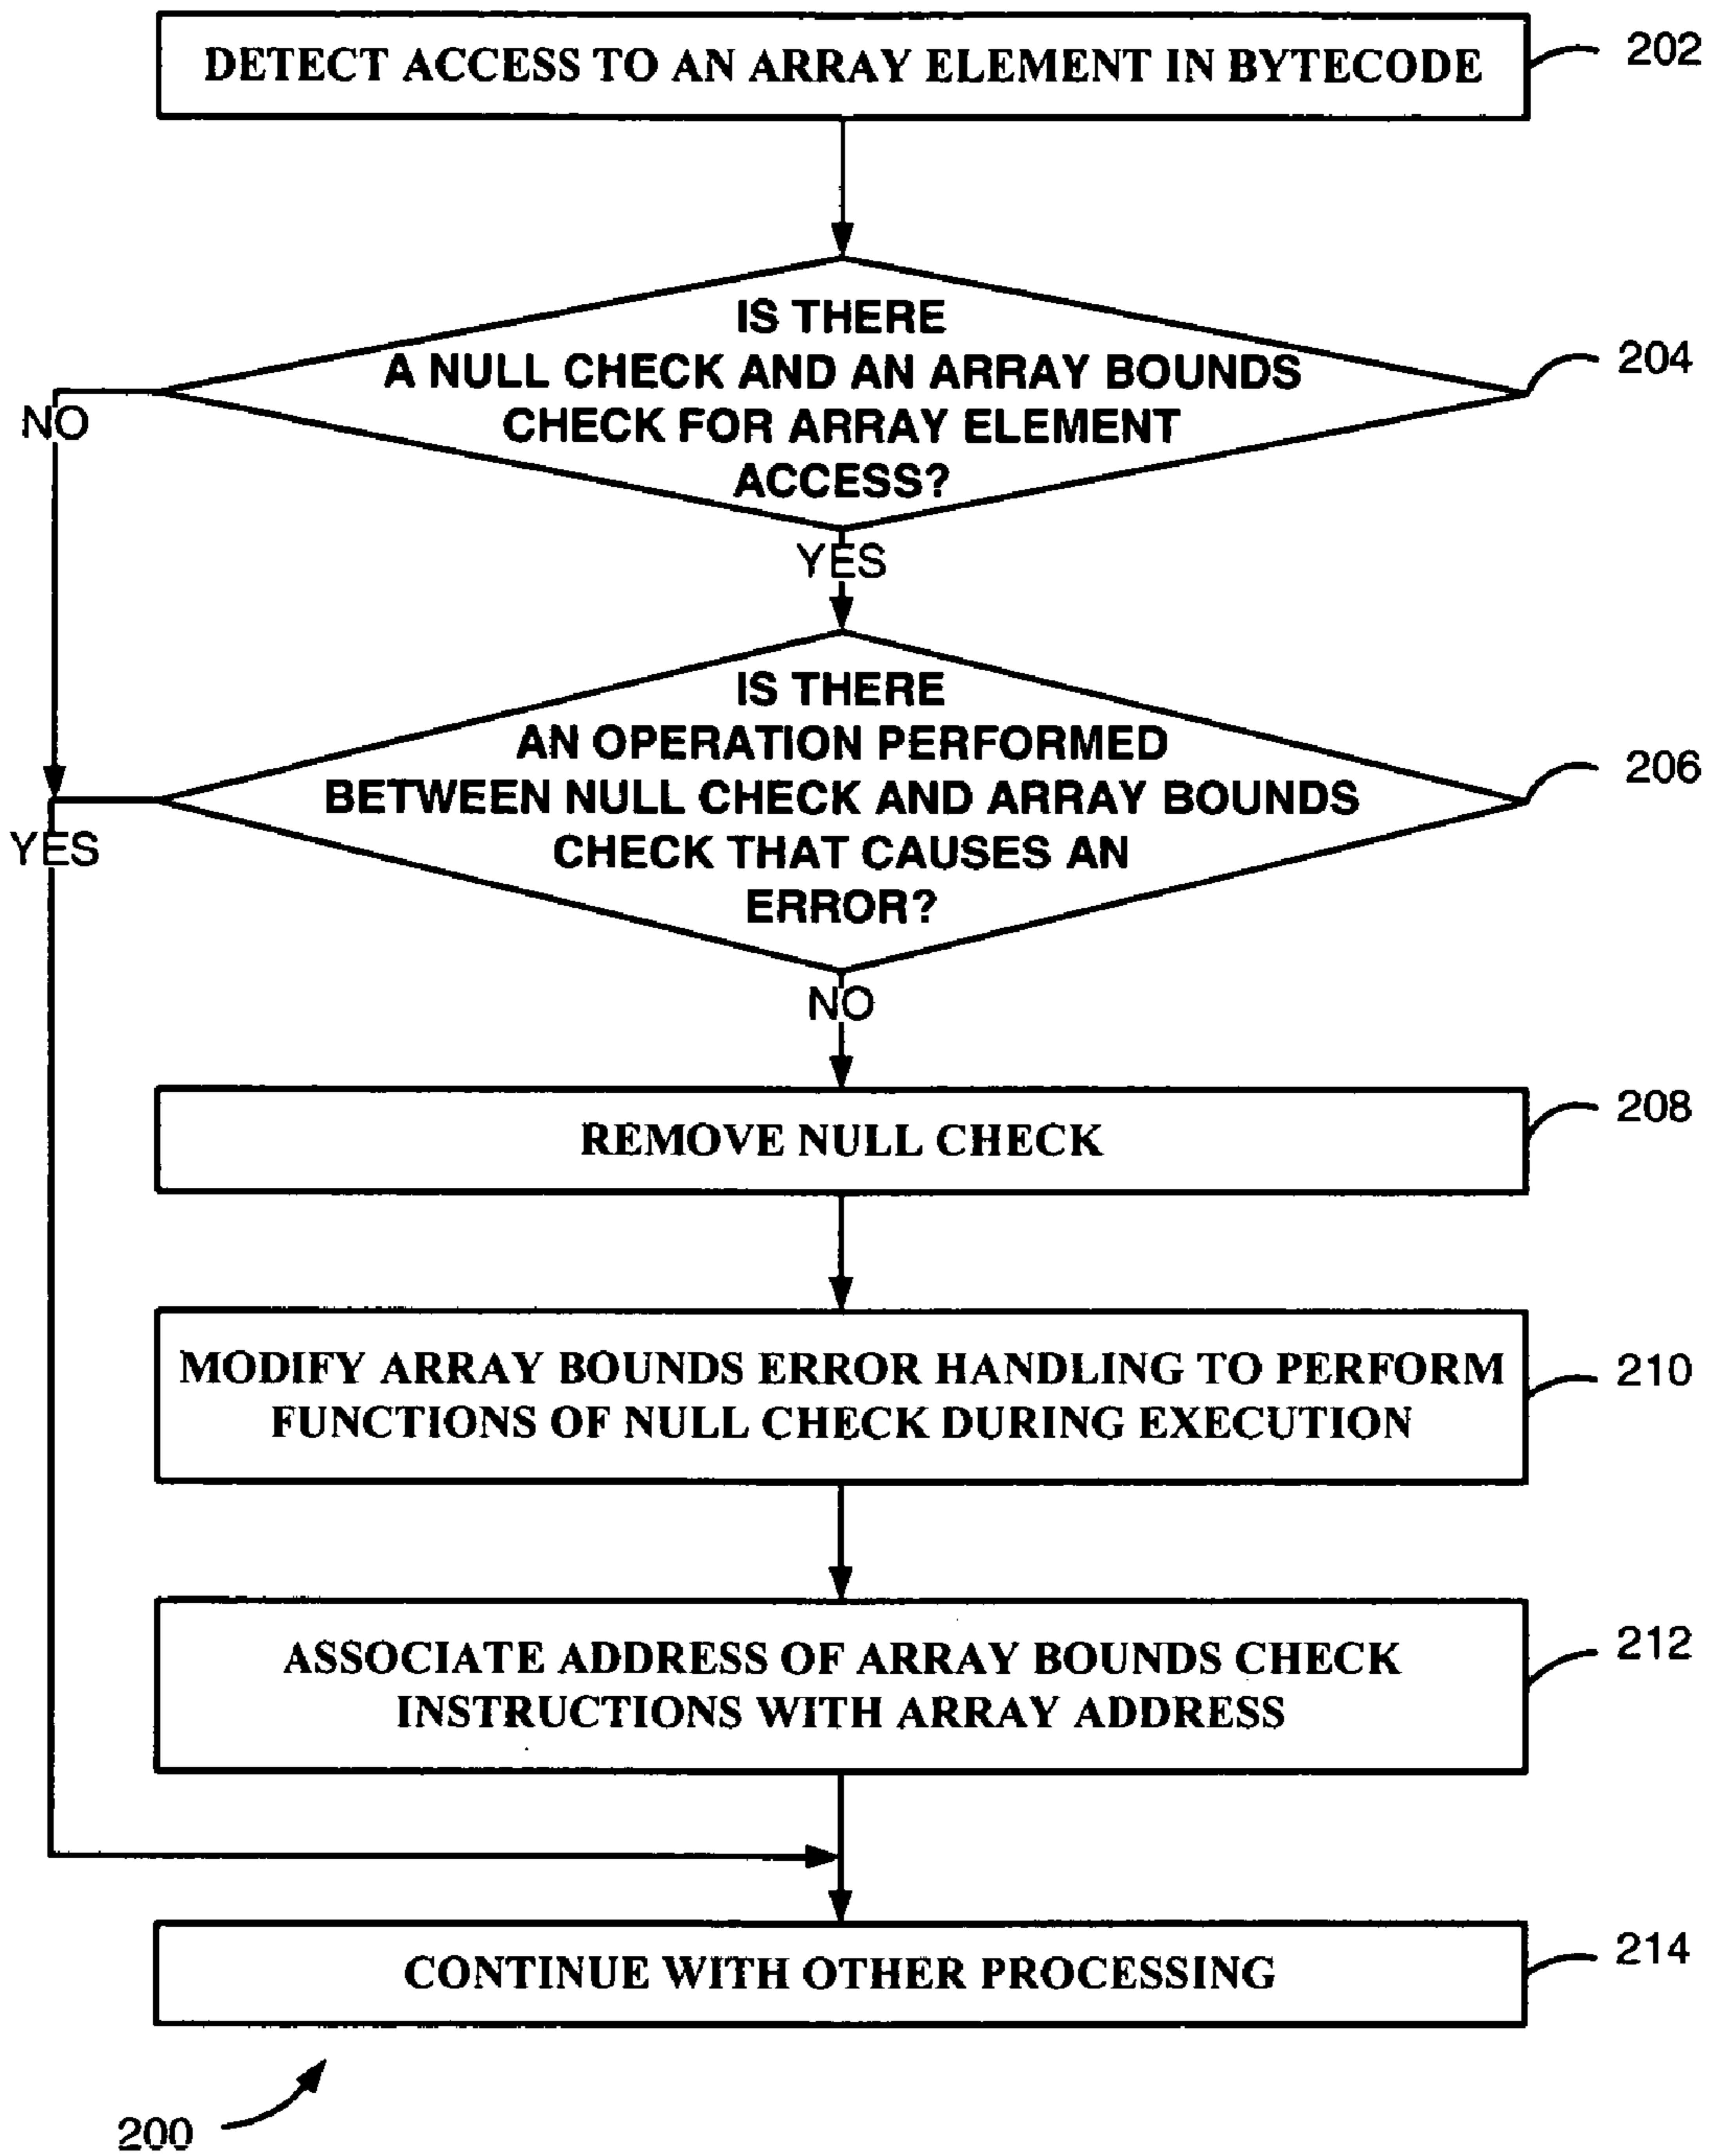 DETECT ACCESS TO AN ARRAY ELEMENT IN BYTECODE
202
IS THERE
A NULL CHECK AND AN ARRAY BOUNDS
CHECK FOR ARRAY ELEMENT
ACCESS?
204
NO
YES
IS THERE
AN OPERATION PERFORMED
BETWEEN NULL CHECK AND ARRAY BOUNDS
CHECK THAT CAUSES AN
ERROR?
206
YES
NO
REMOVE NULL CHECK
208
MODIFY ARRAY BOUNDS ERROR HANDLING TO PERFORM
FUNCTIONS OF NULL CHECK DURING EXECUTION
210
ASSOCIATE ADDRESS OF ARRAY BOUNDS CHECK
INSTRUCTIONS WITH ARRAY ADDRESS
212
CONTINUE WITH OTHER PROCESSING
214
200